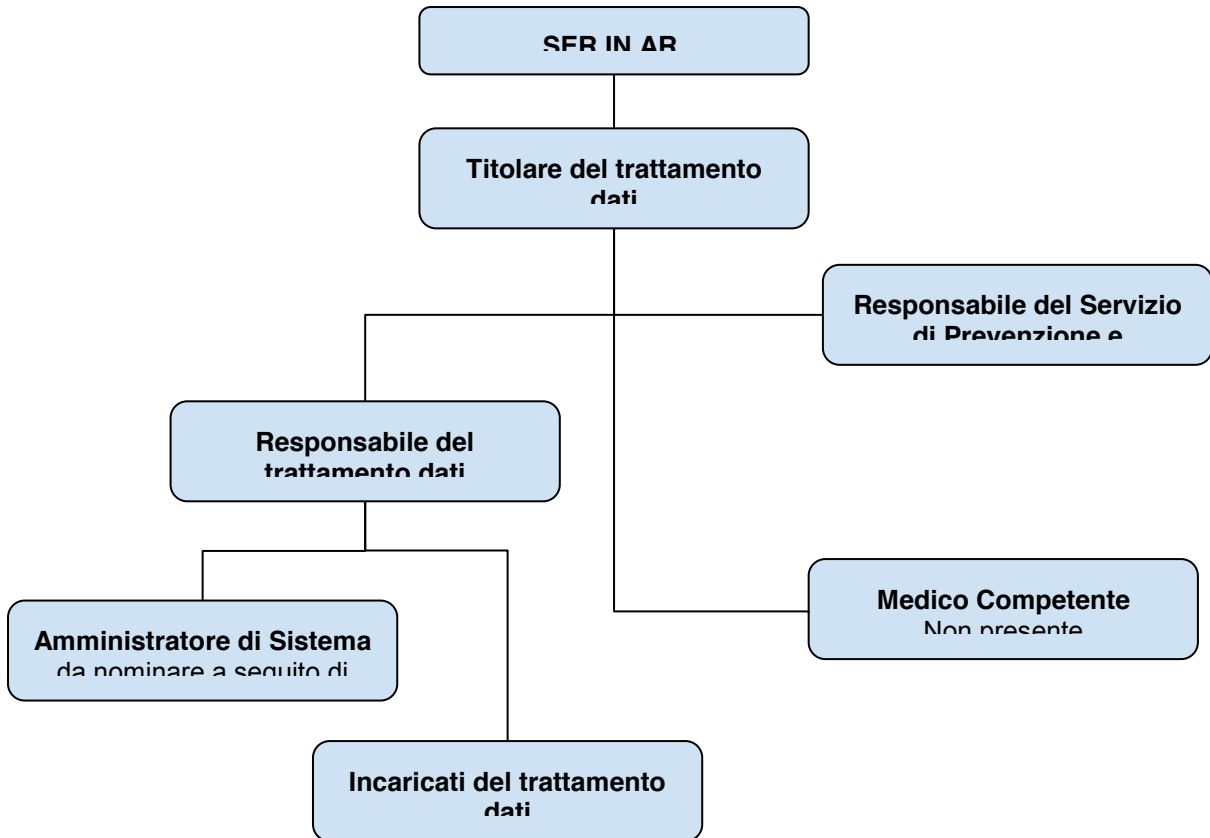 SER.IN.AR.
Titolare del trattamento
dati
Responsabile del Servizio
di Prevenzione e
Responsabile del
trattamento dati
Medico Competente
Non presente
Amministratore di Sistema
da nominare a seguito di
Incaricati del trattamento
dati